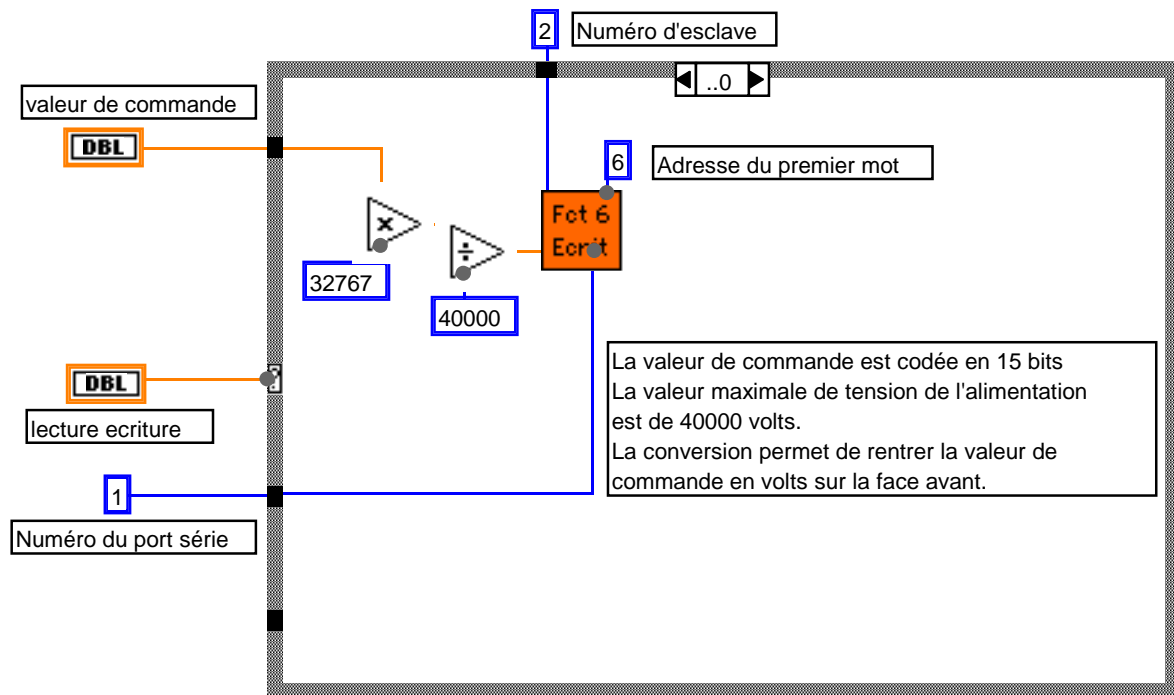 2
Numéro d'esclave
..0
valeur de commande
DBL
6
Adresse du premier mot
Fct 6
Ecrit
x
÷
32767
40000
La valeur de commande est codée en 15 bits
La valeur maximale de tension de l'alimentation
est de 40000 volts.
La conversion permet de rentrer la valeur de
commande en volts sur la face avant.
DBL
?
lecture ecriture
1
Numéro du port série